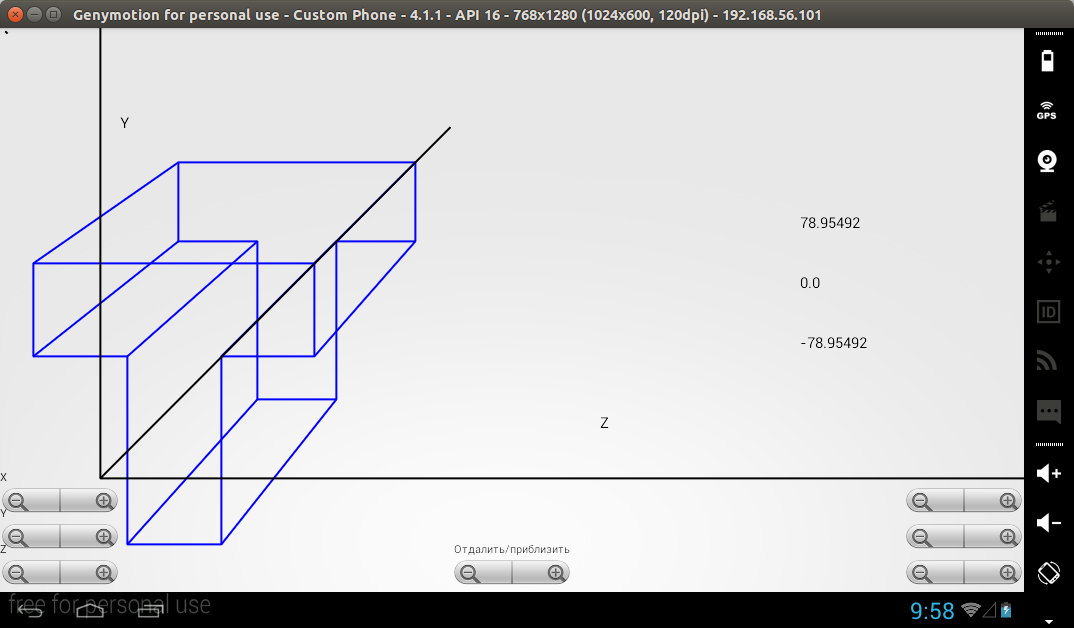 Genymotion for personal use - Custom Phone - 4.1.1 - API 16 - 768x1280 (1024x600, 120dpi) - 192.168.56.101
GPS
Y
78.95492
0.0
ID
-78.95492
Z
X
Y
Z
Отдалить/приблизить
free for personal use
9:58